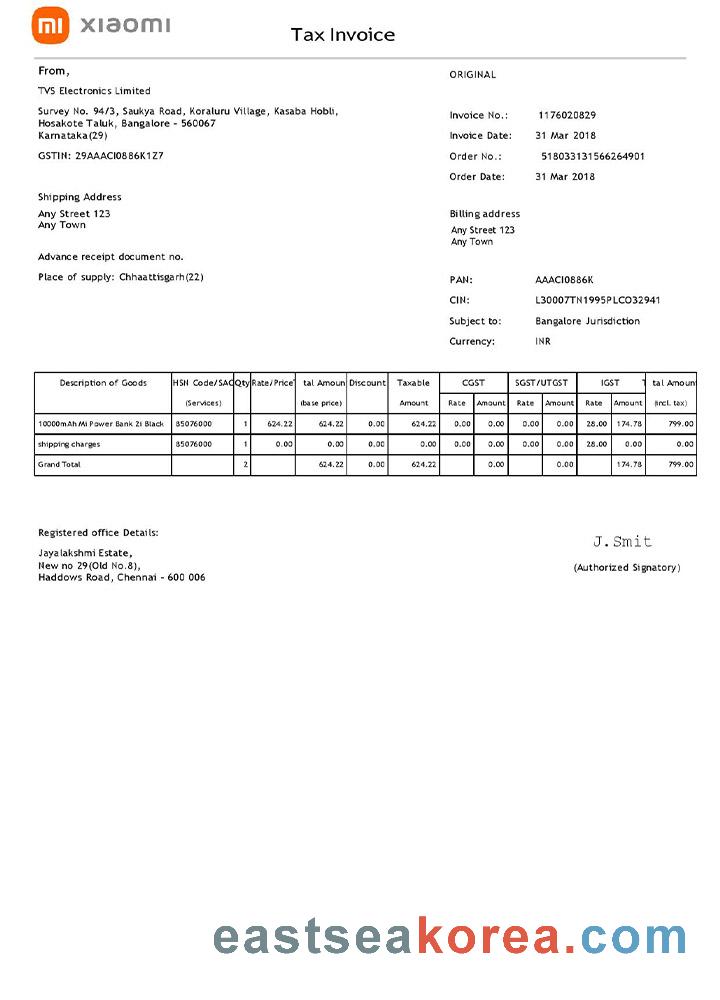 mi xiaomi
Tax Invoice
From,
TVS Electronics Limited
Survey No. 94/3, Saukya Road, Koraluru Village, Kasaba Hobli,
Hosakote Taluk, Bangalore - 560067
Karnataka(29)
GSTIN: 29AAACI0886K1Z7
ORIGINAL
Invoice No.: 1176020829
Invoice Date: 31 Mar 2018
Order No.: 518033131566264901
Order Date: 31 Mar 2018
Shipping Address
Any Street 123
Any Town
Billing address
Any Street 123
Any Town
Advance receipt document no.
Place of supply: Chhaattisgarh(22)
PAN: AAACI0886K
CIN: L30007TN1995PLCO32941
Subject to: Bangalore Jurisdiction
Currency: INR
Description of Goods HSN Code/SAC Qty Rate/Price tal Amoun Discount Taxable CGST SGST/UTGST IGST T tal Amoun
(Services) (base price) Amount Rate Amount Rate Amount Rate Amount (incl. tax)
10000mAh Mi Power Bank 2i Black 85076000 1 624.22 624.22 0.00 624.22 0.00 0.00 0.00 0.00 28.00 174.78 799.00
shipping charges 85076000 1 0.00 0.00 0.00 0.00 0.00 0.00 0.00 0.00 28.00 0.00 0.00
Grand Total 2 624.22 0.00 624.22 0.00 0.00 174.78 799.00
Registered office Details:
Jayalakshmi Estate,
New no 29(Old No.8),
Haddows Road, Chennai - 600 006
J.Smit
(Authorized Signatory)
eastseakorea.com